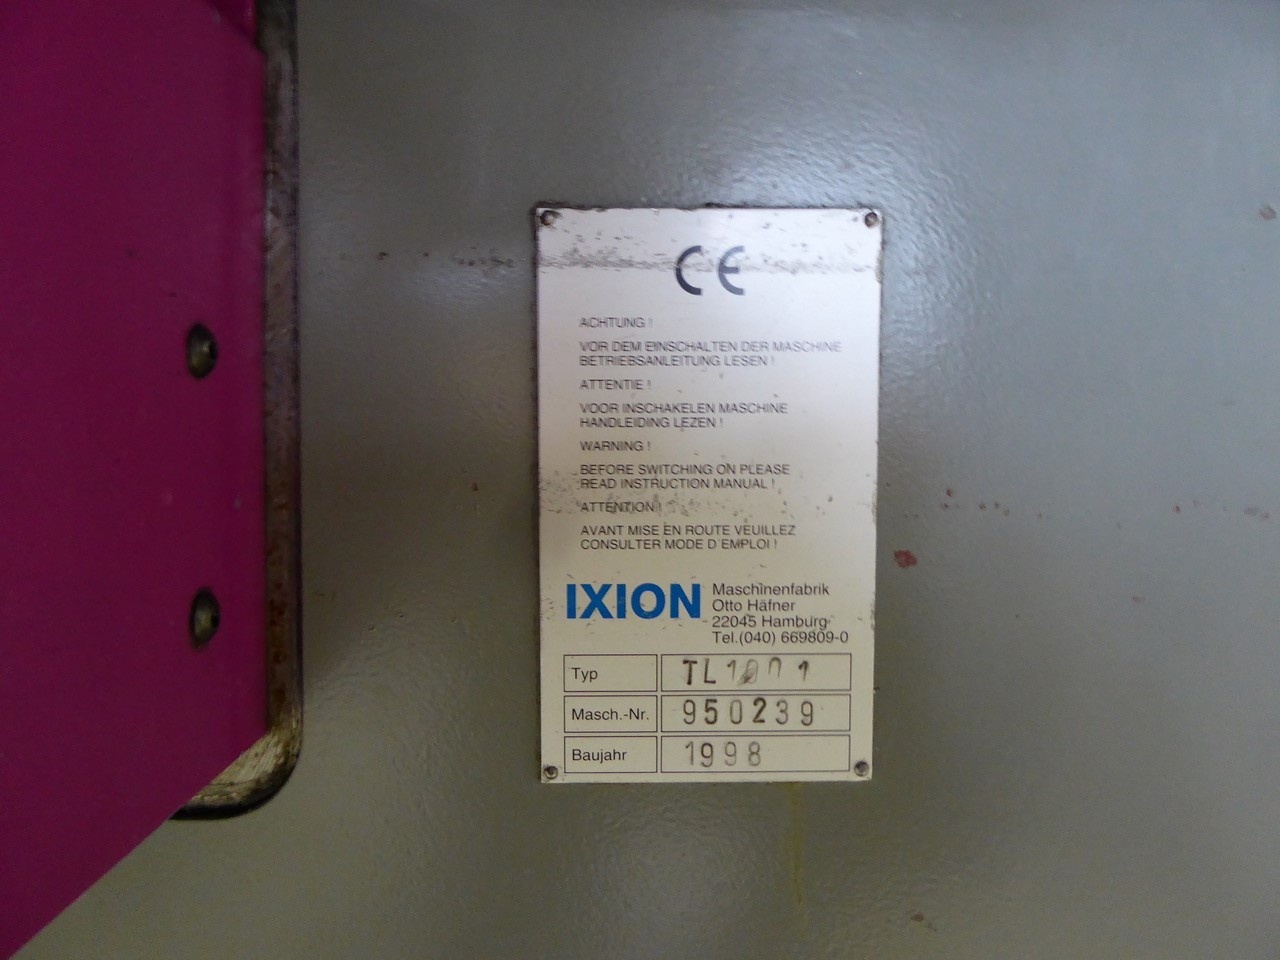 CE
ACHTUNG !
VOR DEM EINSCHALTEN DER MASCHINE
BETRIEBSANLEITUNG LESEN !
ATTENTIE !
VOOR INSCHAKELEN MASCHINE
HANDLEIDING LEZEN !
WARNING !
BEFORE SWITCHING ON PLEASE
READ INSTRUCTION MANUAL !
ATTENTION !
AVANT MISE EN ROUTE VEUILLEZ
CONSULTER MODE D'EMPLOI !
IXION
Maschinenfabrik
Otto Häfner
22045 Hamburg
Tel.(040) 669809-0
Typ TL1001
Masch.-Nr. 950239
Baujahr 1998